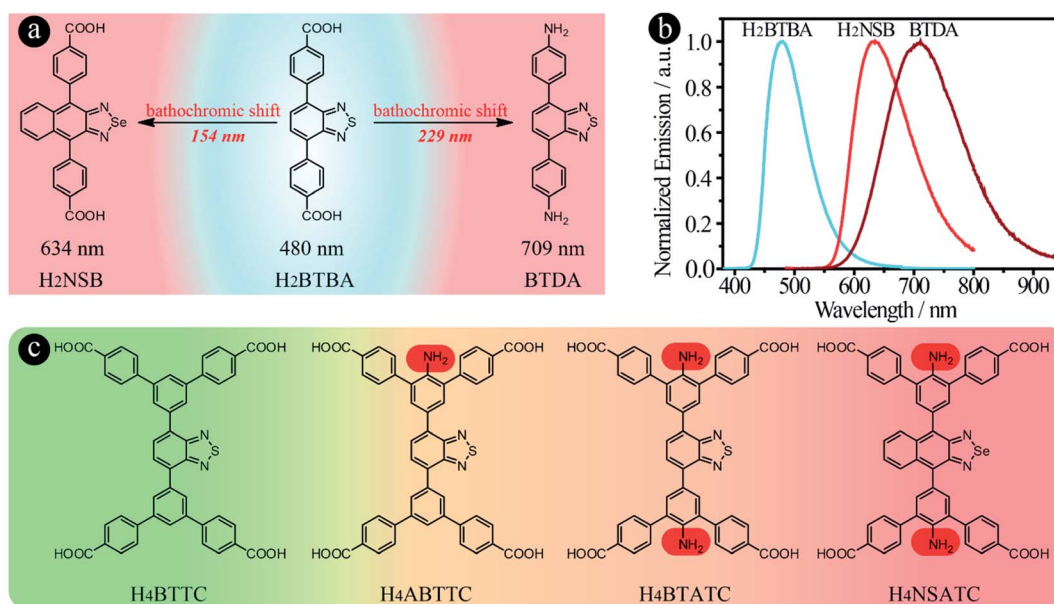 a
COOH
N
Se
N
COOH
634 nm
H2NSB
bathochromic shift
154 nm
COOH
N
S
N
COOH
480 nm
H2BTBA
bathochromic shift
229 nm
NH2
N
S
N
NH2
709 nm
BTDA
b
H2BTBA H2NSB BTDA
Normalized Emission / a.u.
1.0
0.8
0.6
0.4
0.2
0.0
400 500 600 700 800 900
Wavelength / nm
c
HOOC COOH
N
S
N
HOOC COOH
H4BTTC
HOOC NH2 COOH
N
S
N
HOOC COOH
H4ABTTC
HOOC NH2 COOH
N
S
N
HOOC NH2 COOH
H4BTATC
HOOC NH2 COOH
N
Se
N
HOOC NH2 COOH
H4NSATC